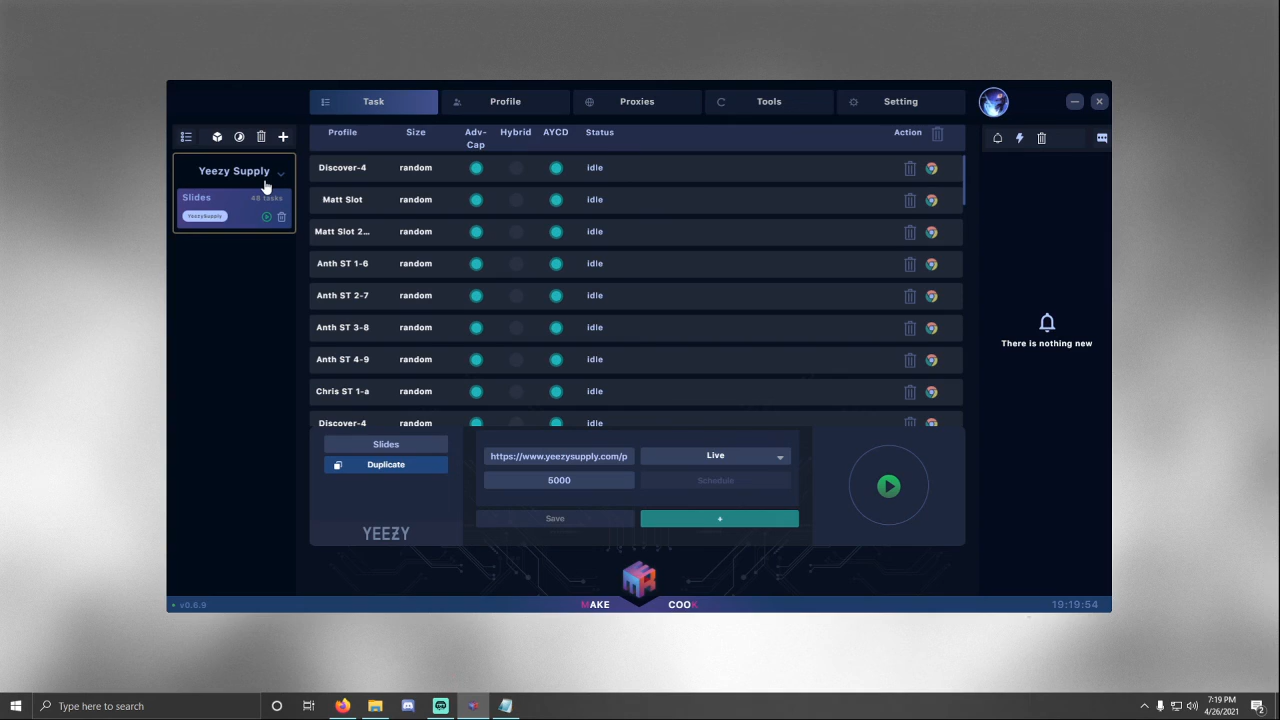 Task
Profile
Proxies
Tools
Setting
Yeezy Supply
Slides
48 tasks
YeezySupply
Profile Size Adv-Cap Hybrid AYCD Status Action
Discover-4 random idle
Matt Slot random idle
Matt Slot 2... random idle
Anth ST 1-6 random idle
Anth ST 2-7 random idle
Anth ST 3-8 random idle
Anth ST 4-9 random idle
Chris ST 1-a random idle
Discover-4 random idle
Slides
Duplicate
YEEZY
https://www.yeezysupply.com/p
Live
5000
Schedule
Save
+
There is nothing new
v0.6.9
MAKE COOK
19:19:54
Type here to search
7:19 PM
4/26/2021
2